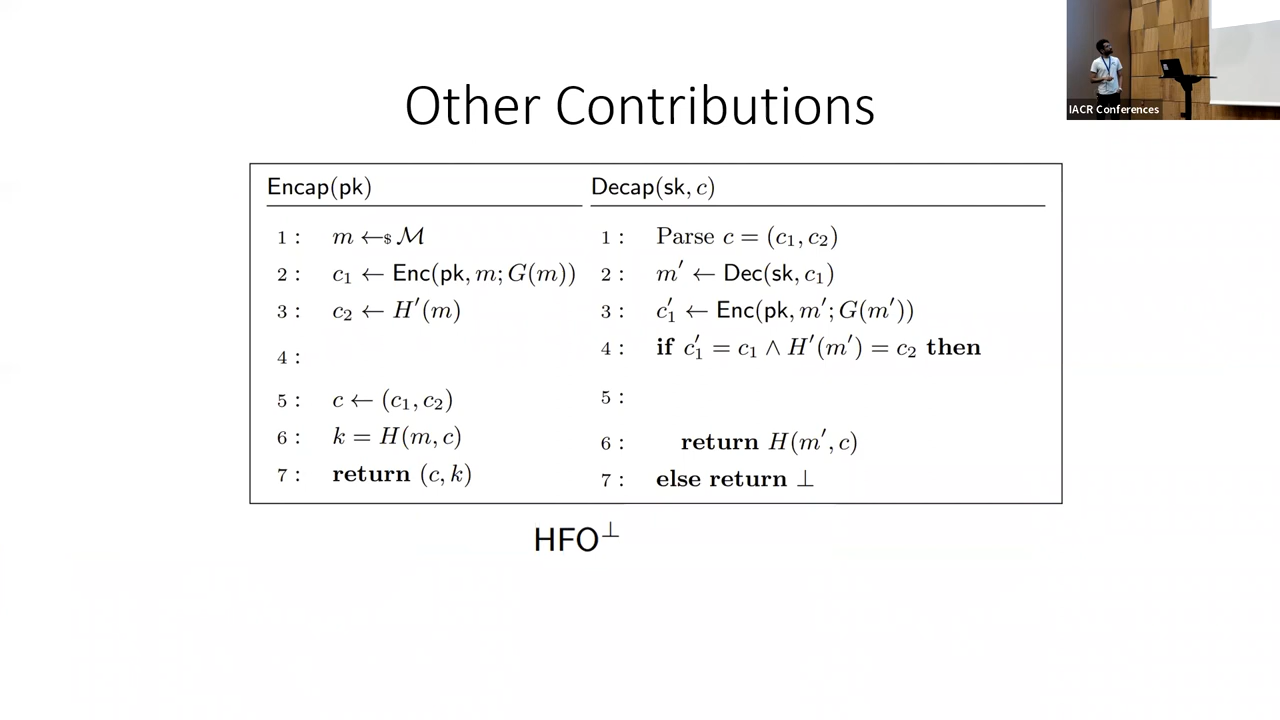 IACR Conferences
Other Contributions
Encap(pk)
1 : m ←$ ℳ
2 : c₁ ← Enc(pk, m; G(m))
3 : c₂ ← H′(m)
4 :
5 : c ← (c₁, c₂)
6 : k = H(m, c)
7 : return (c, k)
Decap(sk, c)
1 : Parse c = (c₁, c₂)
2 : m′ ← Dec(sk, c₁)
3 : c′₁ ← Enc(pk, m′; G(m′))
4 : if c′₁ = c₁ ∧ H′(m′) = c₂ then
5 :
6 : return H(m′, c)
7 : else return ⊥
HFO^⊥